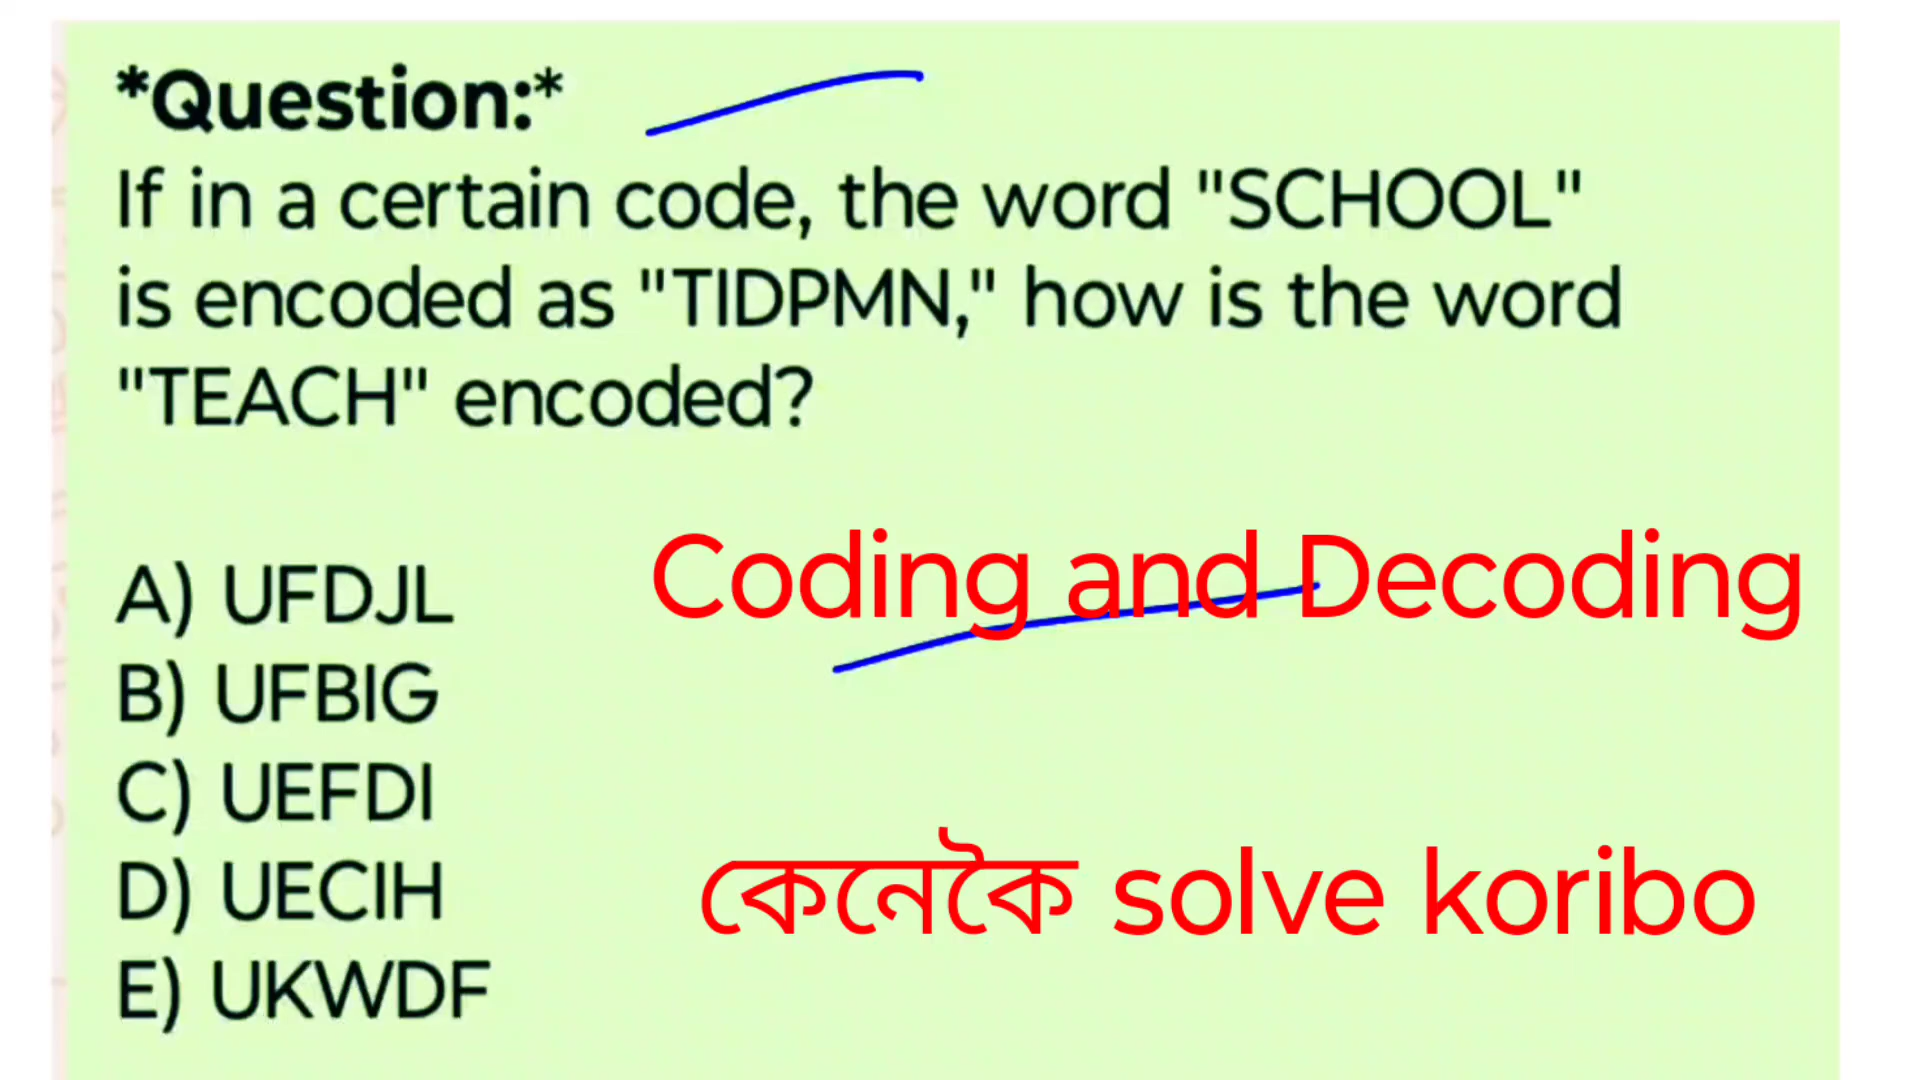 *Question:*
If in a certain code, the word "SCHOOL"
is encoded as "TIDPMN," how is the word
"TEACH" encoded?
A) UFDJL
Coding and Decoding
B) UFBIG
C) UEFDI
D) UECIH
কেনেকৈ solve koribo
E) UKWDF